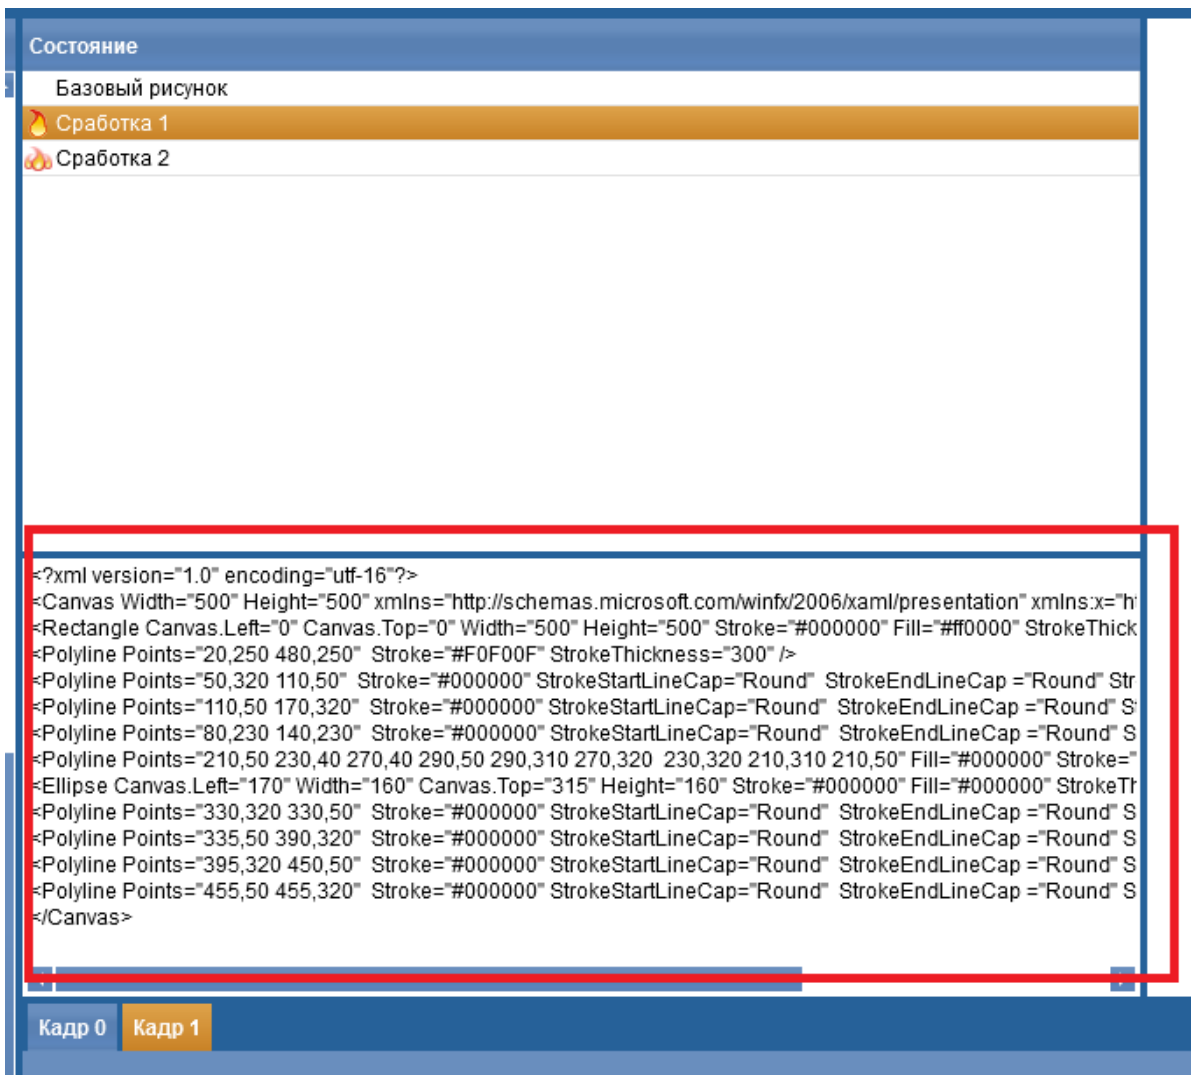 Состояние
Базовый рисунок
Сработка 1
Сработка 2
<?xml version="1.0" encoding="utf-16"?>
<Canvas Width="500" Height="500" xmlns="http://schemas.microsoft.com/winfx/2006/xaml/presentation" xmlns:x="ht
<Rectangle Canvas.Left="0" Canvas.Top="0" Width="500" Height="500" Stroke="#000000" Fill="#ff0000" StrokeThick
<Polyline Points="20,250 480,250"  Stroke="#F0F00F" StrokeThickness="300" />
<Polyline Points="50,320 110,50"  Stroke="#000000" StrokeStartLineCap="Round"  StrokeEndLineCap ="Round" Str
<Polyline Points="110,50 170,320"  Stroke="#000000" StrokeStartLineCap="Round"  StrokeEndLineCap ="Round" S
<Polyline Points="80,230 140,230"  Stroke="#000000" StrokeStartLineCap="Round"  StrokeEndLineCap ="Round" S
<Polyline Points="210,50 230,40 270,40 290,50 290,310 270,320  230,320 210,310 210,50" Fill="#000000" Stroke="
<Ellipse Canvas.Left="170" Width="160" Canvas.Top="315" Height="160" Stroke="#000000" Fill="#000000" StrokeTh
<Polyline Points="330,320 330,50"  Stroke="#000000" StrokeStartLineCap="Round"  StrokeEndLineCap ="Round" S
<Polyline Points="335,50 390,320"  Stroke="#000000" StrokeStartLineCap="Round"  StrokeEndLineCap ="Round" S
<Polyline Points="395,320 450,50"  Stroke="#000000" StrokeStartLineCap="Round"  StrokeEndLineCap ="Round" S
<Polyline Points="455,50 455,320"  Stroke="#000000" StrokeStartLineCap="Round"  StrokeEndLineCap ="Round" S
</Canvas>
Кадр 0 Кадр 1